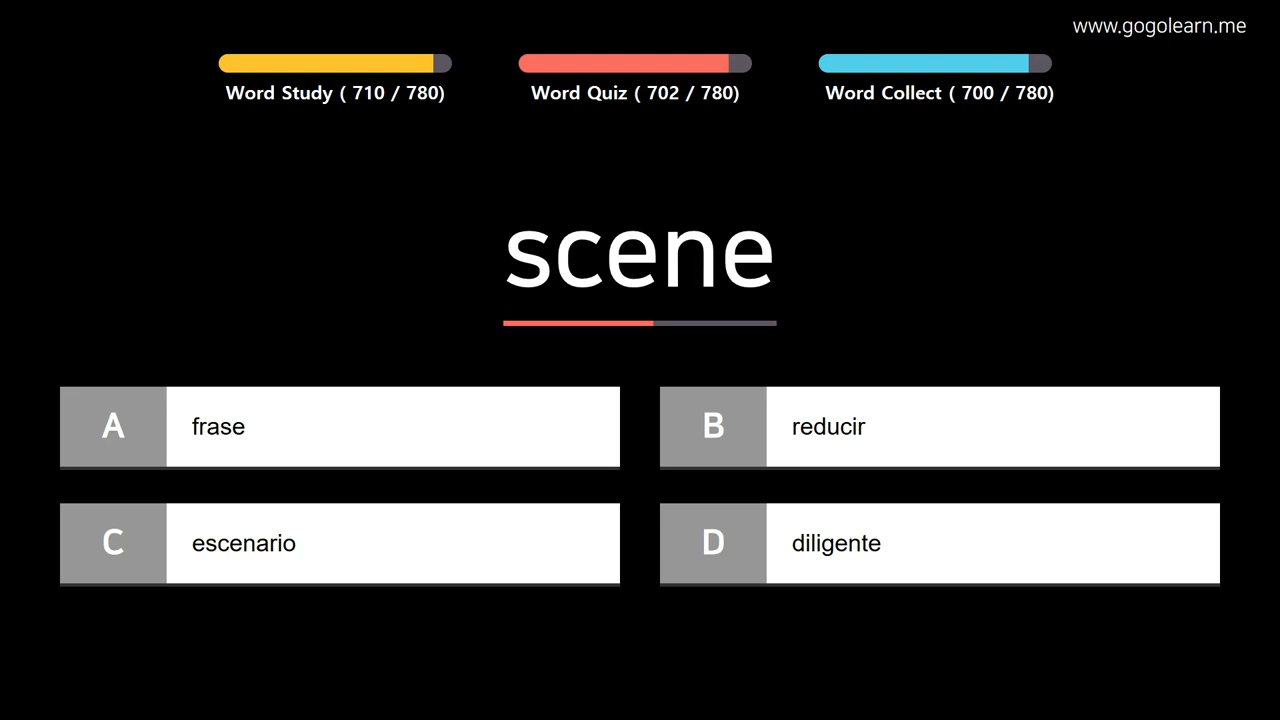 www.gogolearn.me
Word Study ( 710 / 780)
Word Quiz ( 702 / 780)
Word Collect ( 700 / 780)
scene
A frase
B reducir
C escenario
D diligente